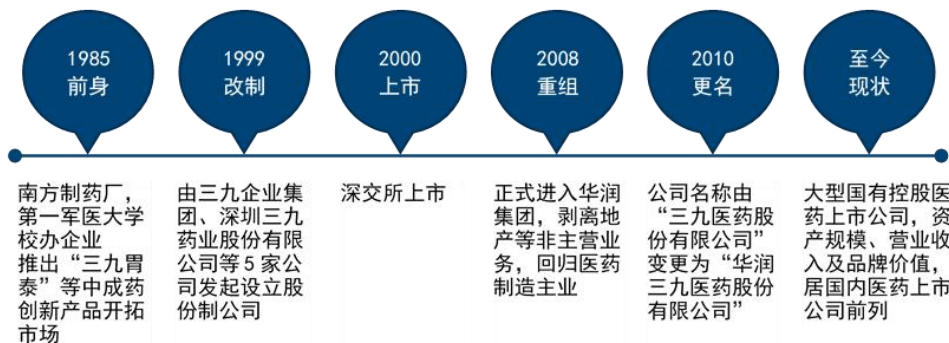 1985
前身
1999
改制
2000
上市
2008
重组
2010
更名
至今
现状
南方制药厂，
第一军医大学
校办企业
推出“三九胃
泰”等中成药
创新产品开拓
市场
由三九企业集
团、深圳三九
药业股份有限
公司等5家公
司发起设立股
份制公司
深交所上市
正式进入华润
集团，剥离地
产等非主营业
务，回归医药
制造主业
公司名称由
“三九医药股
份有限公司”
变更为“华润
三九医药股份
有限公司”
大型国有控股医
药上市公司，资
产规模、营业收
入及品牌价值，
居国内医药上市
公司前列